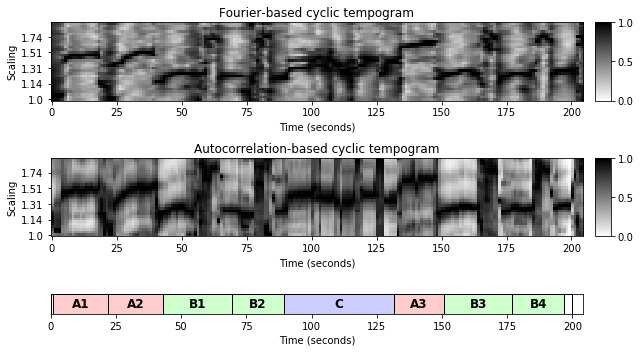 Fourier-based cyclic tempogram
Scaling
1.74
1.51
1.31
1.14
1.0
0 25 50 75 100 125 150 175 200
Time (seconds)
1.0
0.5
0.0
Autocorrelation-based cyclic tempogram
Scaling
1.74
1.51
1.31
1.14
1.0
0 25 50 75 100 125 150 175 200
Time (seconds)
1.0
0.5
0.0
A1 A2 B1 B2 C A3 B3 B4
0 25 50 75 100 125 150 175 200
Time (seconds)